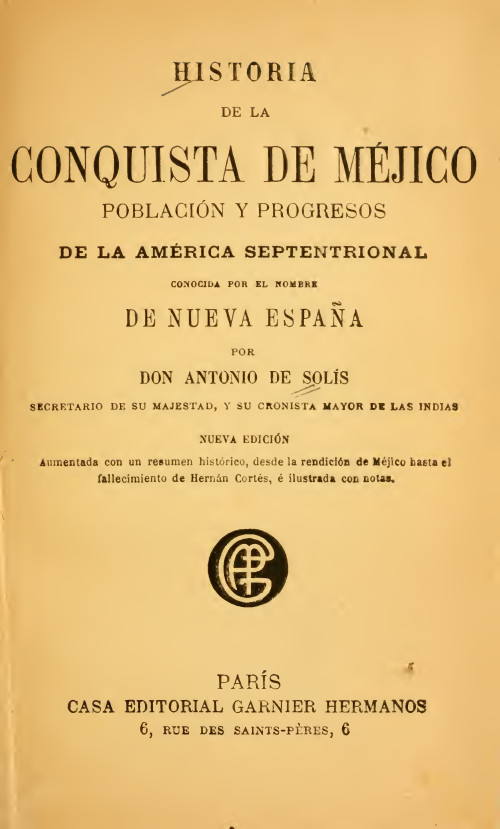 HISTORIA
DE LA
CONQUISTA DE MÉJICO
POBLACIÓN Y PROGRESOS
DE LA AMÉRICA SEPTENTRIONAL
CONOCIDA POR EL NOMBRE
DE NUEVA ESPAÑA
POR
DON ANTONIO DE SOLÍS
SECRETARIO DE SU MAJESTAD, Y SU CRONISTA MAYOR DE LAS INDIAS
NUEVA EDICIÓN
Aumentada con un resumen histórico, desde la rendición de Méjico hasta el
fallecimiento de Hernán Cortés, é ilustrada con notas.
PARÍS
CASA EDITORIAL GARNIER HERMANOS
6, RUE DES SAINTS-PÈRES, 6